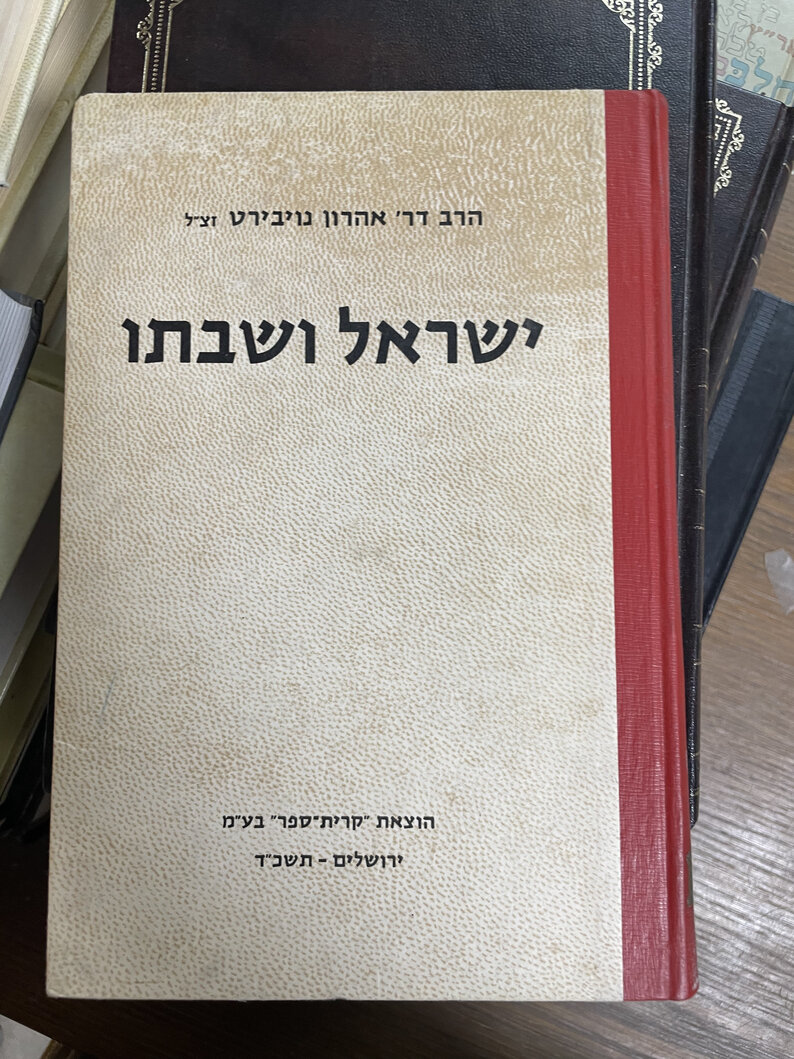 הרב דר׳ אהרון נויבירט זצ״ל
ישראל ושבתו
הוצאת ״קרית־ספר״ בע״מ
ירושלים - תשכ״ד